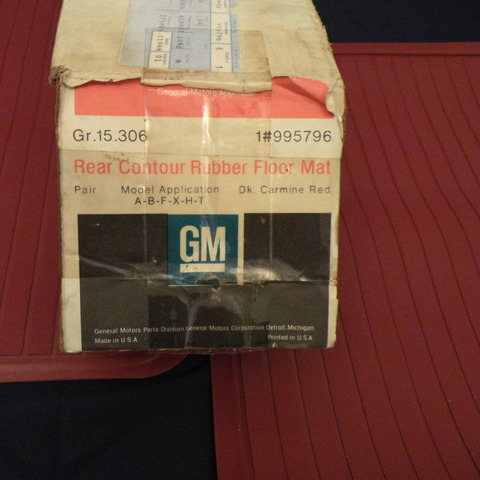 General Motors Approved
Gr.15.306 1#995796
Rear Contour Rubber Floor Mat
Pair Model Application Dk. Carmine Red
A-B-F-X-H-T
GM
General Motors Parts Division General Motors Corporation Detroit Michigan
Made in U.S.A. Printed in U.S.A.